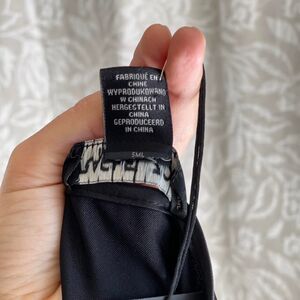 FABRIQUÉ EN
CHINE
WYPRODUKOWANO
W CHINACH
HERGESTELLT IN
CHINA
GEPRODUCEERD
IN CHINA